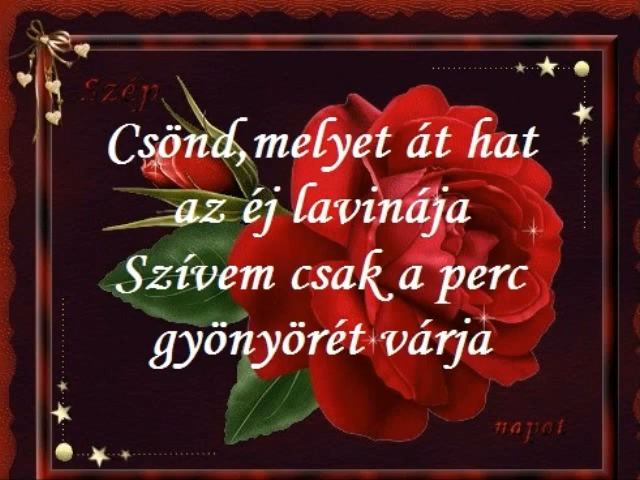 Szép
Csönd,melyet át hat
az éj lavinája
Szívem csak a perc
gyönyörét várja
napot